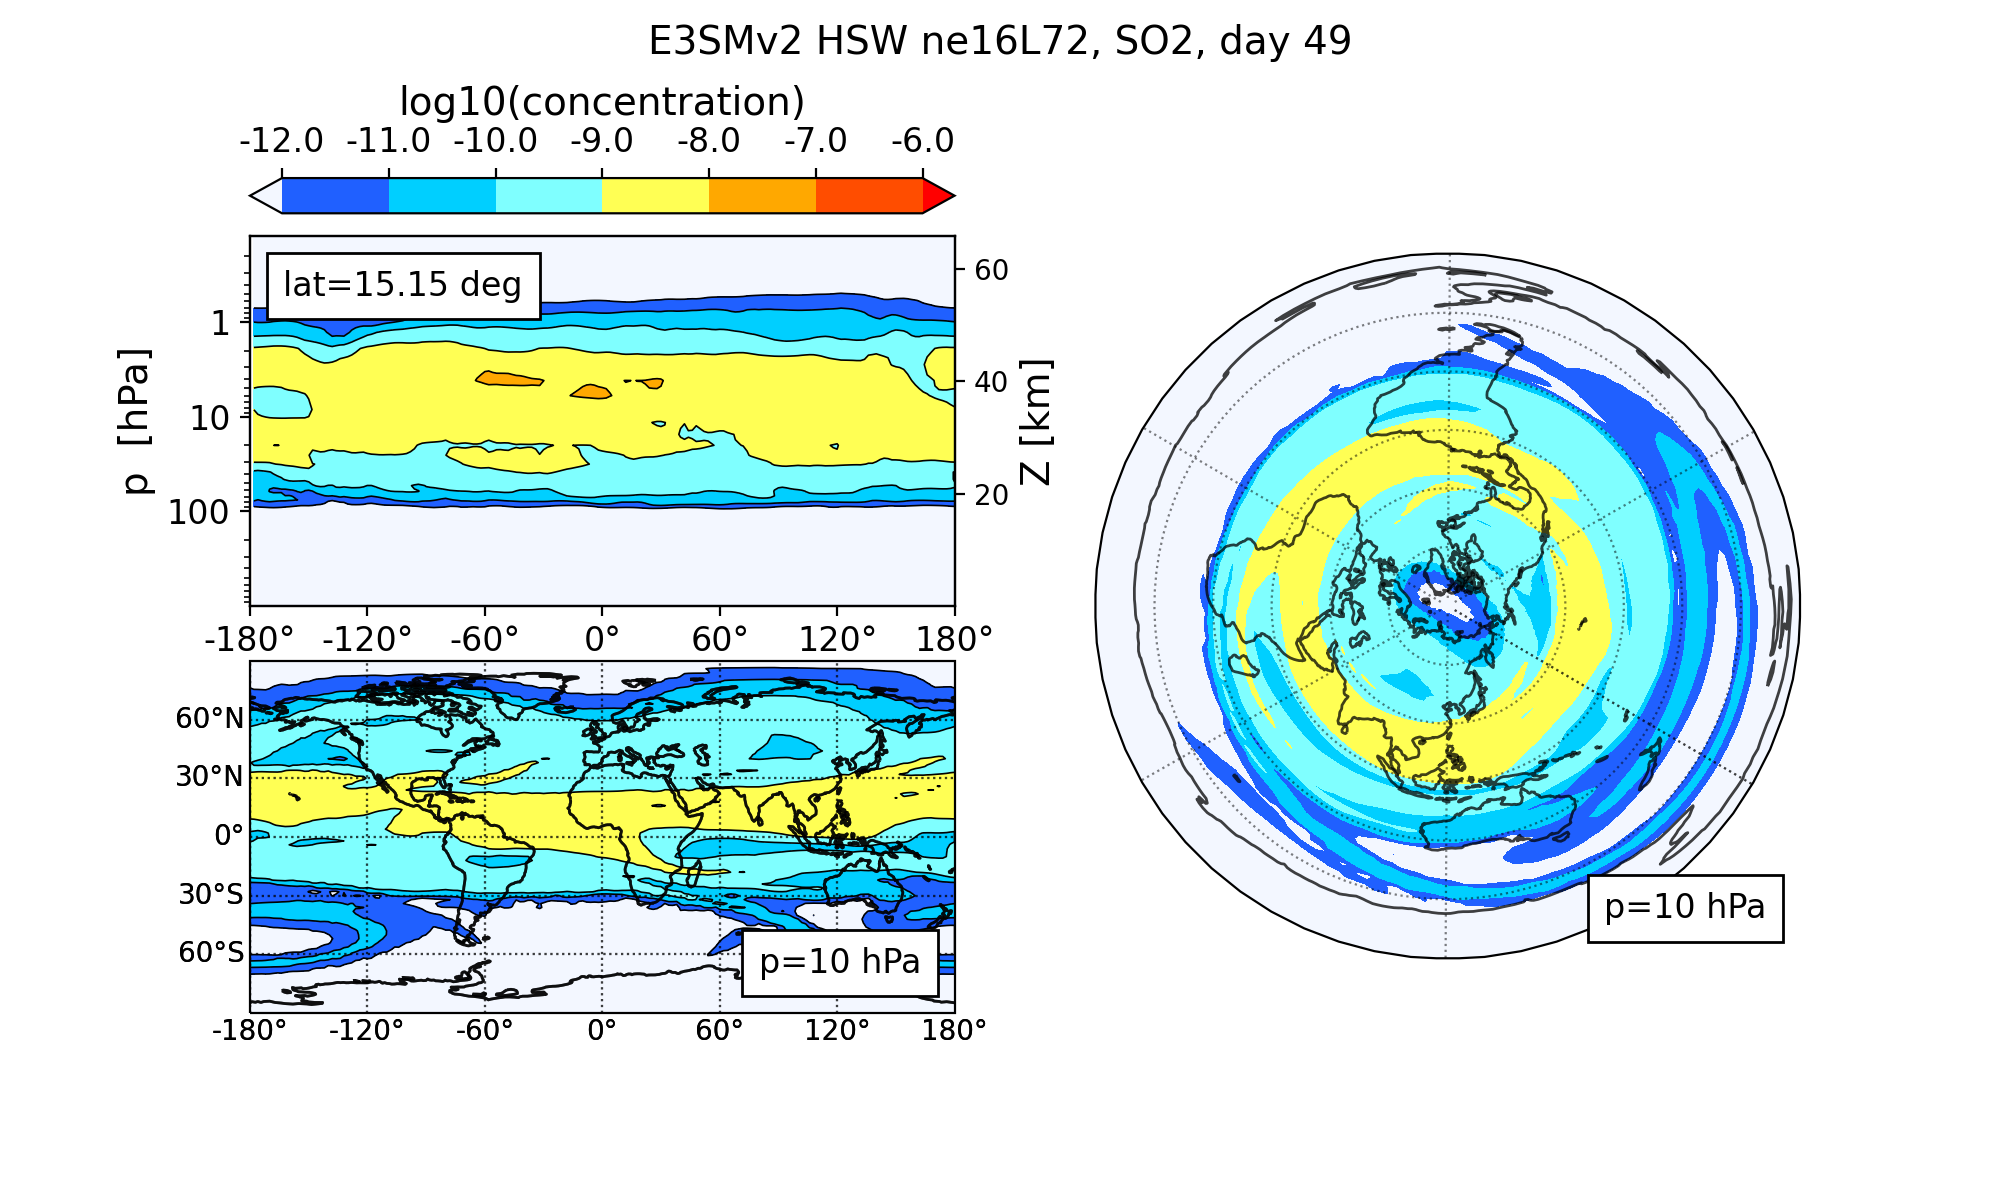 E3SMv2 HSW ne16L72, SO2, day 49
log10(concentration)
-12.0 -11.0 -10.0 -9.0 -8.0 -7.0 -6.0
lat=15.15 deg
p [hPa]
1
10
100
60
40
20
Z [km]
-180° -120° -60° 0° 60° 120° 180°
60°N
30°N
0°
30°S
60°S
p=10 hPa
-180° -120° -60° 0° 60° 120° 180°
p=10 hPa